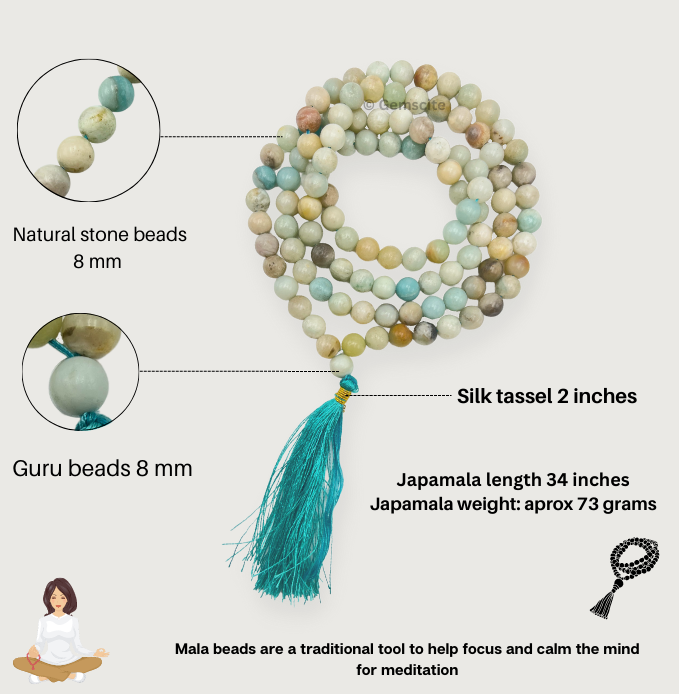 © Gemscite
Natural stone beads
8 mm
Silk tassel 2 inches
Guru beads 8 mm
Japamala length 34 inches
Japamala weight: aprox 73 grams
Mala beads are a traditional tool to help focus and calm the mind
for meditation